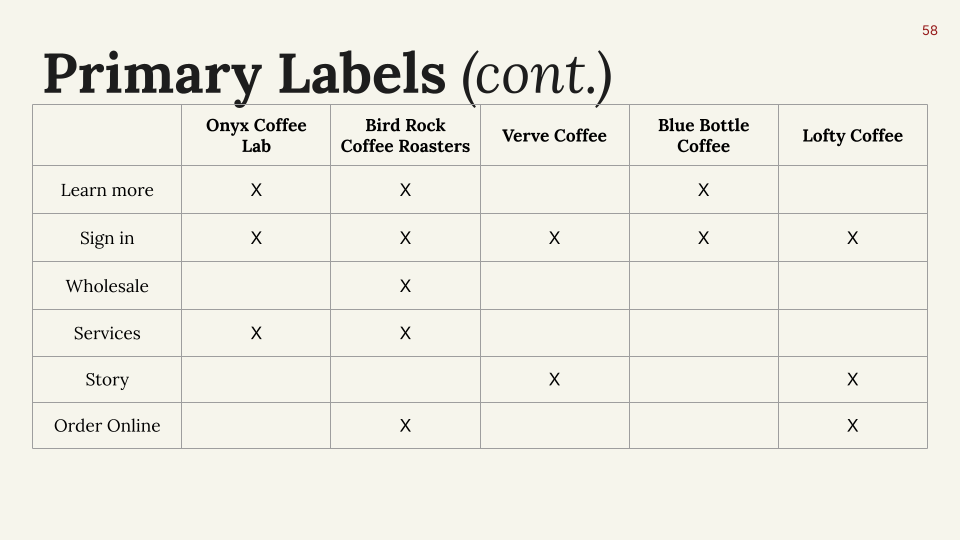 58
Primary Labels (cont.)
Onyx Coffee Lab | Bird Rock Coffee Roasters | Verve Coffee | Blue Bottle Coffee | Lofty Coffee
Learn more | X | X | | X |
Sign in | X | X | X | X | X
Wholesale | | X | | |
Services | X | X | | |
Story | | | X | | X
Order Online | | X | | | X